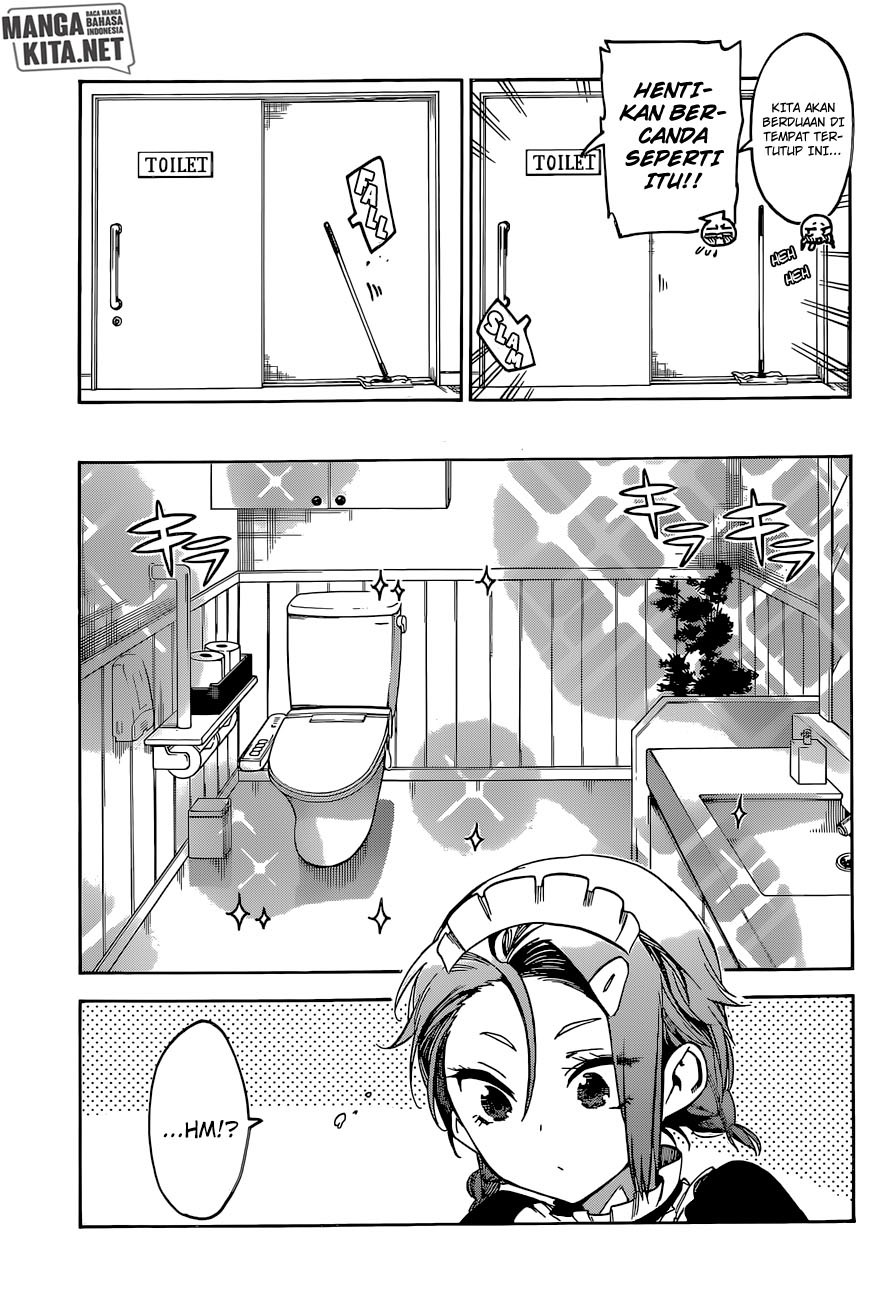 MANGA
KITA.NET
BACA MANGA
BAHASA
INDONESIA
KITA AKAN
BERDUAAN DI
TEMPAT TER-
TUTUP INI...
HEH
HEH
HENTI-
KAN BER-
CANDA
SEPERTI
ITU!!
TOILET
SLAM
TOILET
FALL
キラ
キラ
キラ
...HM!?